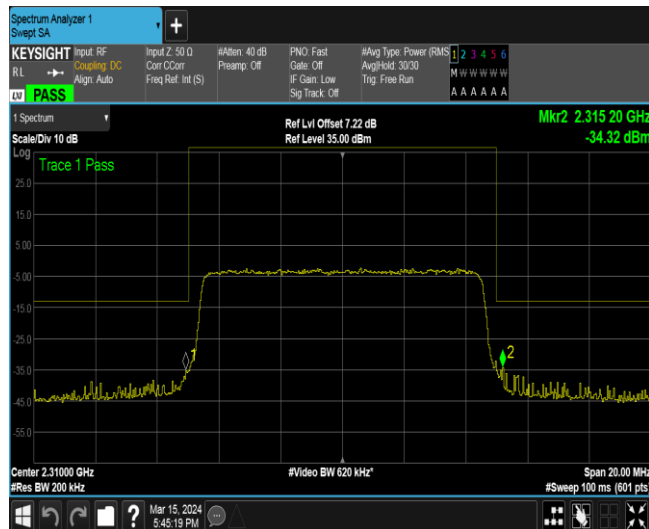 Spectrum Analyzer 1
Swept SA
+
KEYSIGHT
RL
LXI PASS
Input: RF
Coupling: DC
Align: Auto
Input Z: 50 Ω
Corr CCorr
Freq Ref: Int (S)
#Atten: 40 dB
Preamp: Off
PNO: Fast
Gate: Off
IF Gain: Low
Sig Track: Off
#Avg Type: Power (RMS
Avg|Hold: 30/30
Trig: Free Run
1 2 3 4 5 6
M W W W W W
A A A A A A
1 Spectrum
Scale/Div 10 dB
Ref Lvl Offset 7.22 dB
Ref Level 35.00 dBm
Mkr2 2.315 20 GHz
-34.32 dBm
Log
Trace 1 Pass
25.0
15.0
5.00
-5.00
-15.0
-25.0
-35.0
-45.0
-55.0
1
2
Center 2.31000 GHz
#Res BW 200 kHz
#Video BW 620 kHz*
Span 20.00 MHz
#Sweep 100 ms (601 pts)
?
Mar 15, 2024
5:45:19 PM